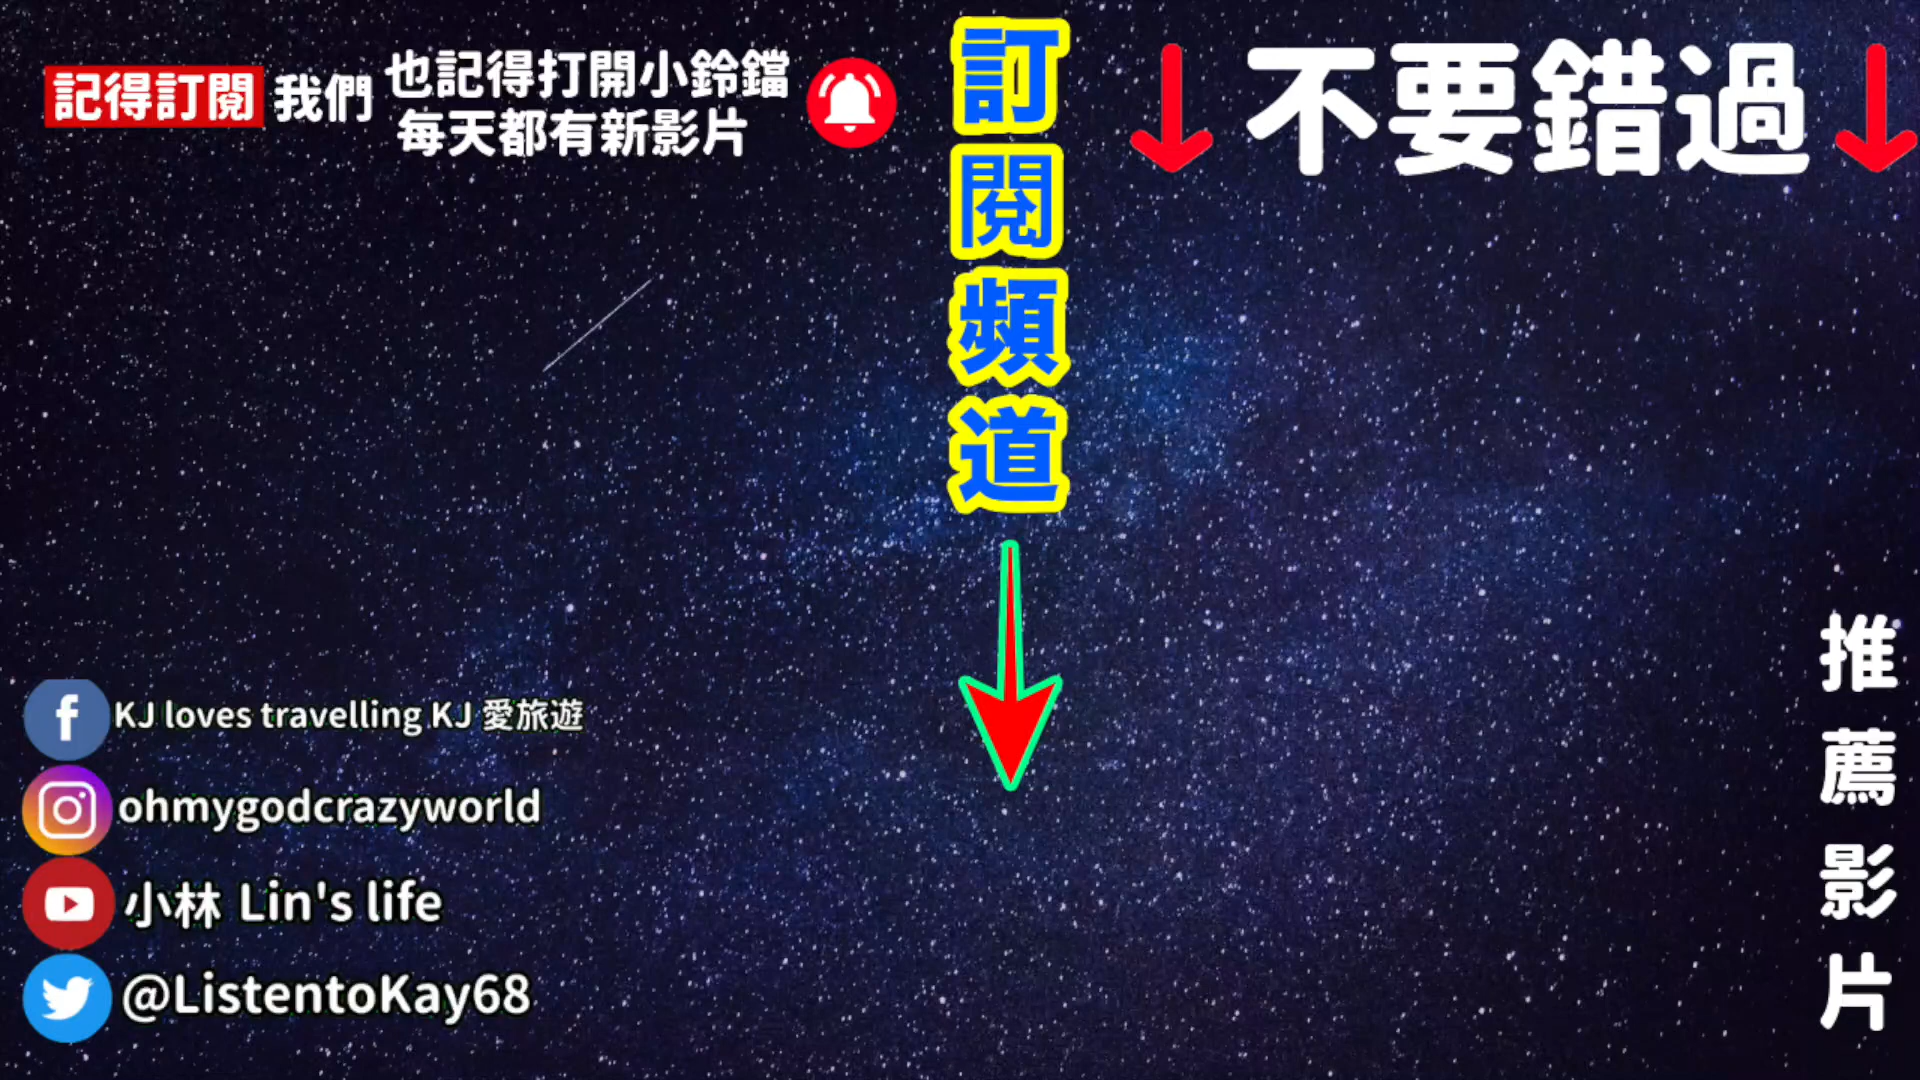 記得訂閱 我們
也記得打開小鈴鐺
每天都有新影片
訂閱頻道
不要錯過
推薦影片
KJ loves travelling KJ 愛旅遊
ohmygodcrazyworld
小林 Lin's life
@ListentoKay68